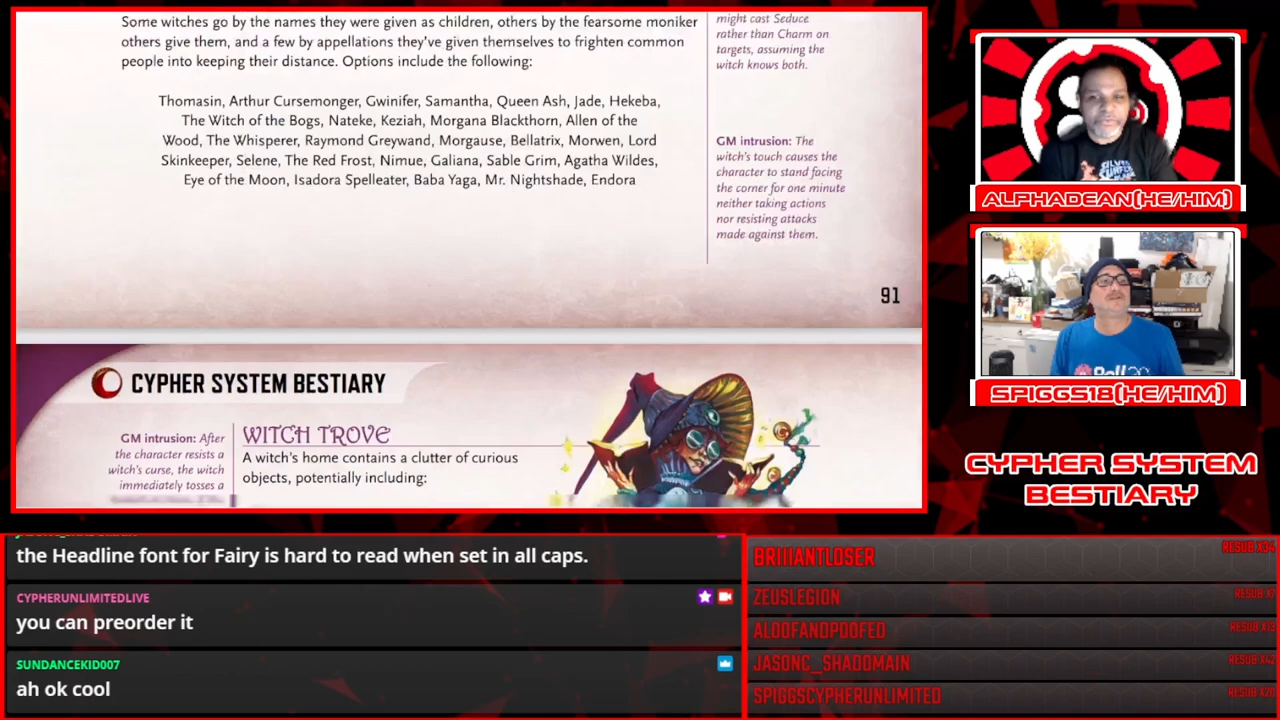 Some witches go by the names they were given as children, others by the fearsome moniker
others give them, and a few by appellations they've given themselves to frighten common
people into keeping their distance. Options include the following:
Thomasin, Arthur Cursemonger, Gwinifer, Samantha, Queen Ash, Jade, Hekeba,
The Witch of the Bogs, Nateke, Keziah, Morgana Blackthorn, Allen of the
Wood, The Whisperer, Raymond Greywand, Morgause, Bellatrix, Morwen, Lord
Skinkeeper, Selene, The Red Frost, Nimue, Galiana, Sable Grim, Agatha Wildes,
Eye of the Moon, Isadora Spelleater, Baba Yaga, Mr. Nightshade, Endora
might cast Seduce
rather than Charm on
targets, assuming the
witch knows both.
GM intrusion: The
witch's touch causes the
character to stand facing
the corner for one minute
neither taking actions
nor resisting attacks
made against them.
91
CYPHER SYSTEM BESTIARY
GM intrusion: After
the character resists a
witch's curse, the witch
immediately tosses a
WITCH TROVE
A witch's home contains a clutter of curious
objects, potentially including:
ALPHADEAN(HE/HIM)
SPIGGS18(HE/HIM)
CYPHER SYSTEM
BESTIARY
the Headline font for Fairy is hard to read when set in all caps.
CYPHERUNLIMITEDLIVE
you can preorder it
SUNDANCEKID007
ah ok cool
BRIIIANTLOSER RESUB X34
ZEUSLEGION RESUB X7
ALOOFANDPOOFED RESUB X13
JASONC_SHADOMAIN RESUB X42
SPIGGSCYPHERUNLIMITED RESUB X20